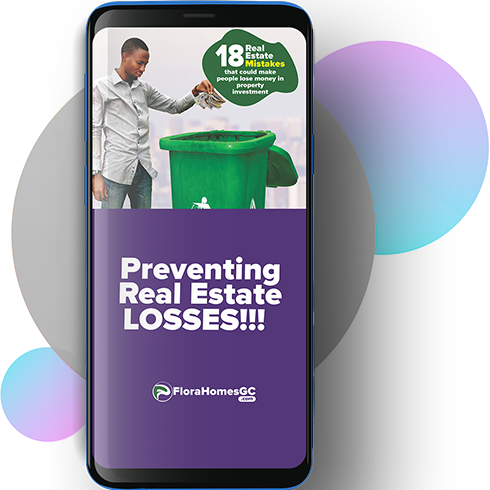 18 Real
Estate
Mistakes
that could make
people lose money in
property
investment
Preventing
Real Estate
LOSSES!!!
FloraHomesGC
.com